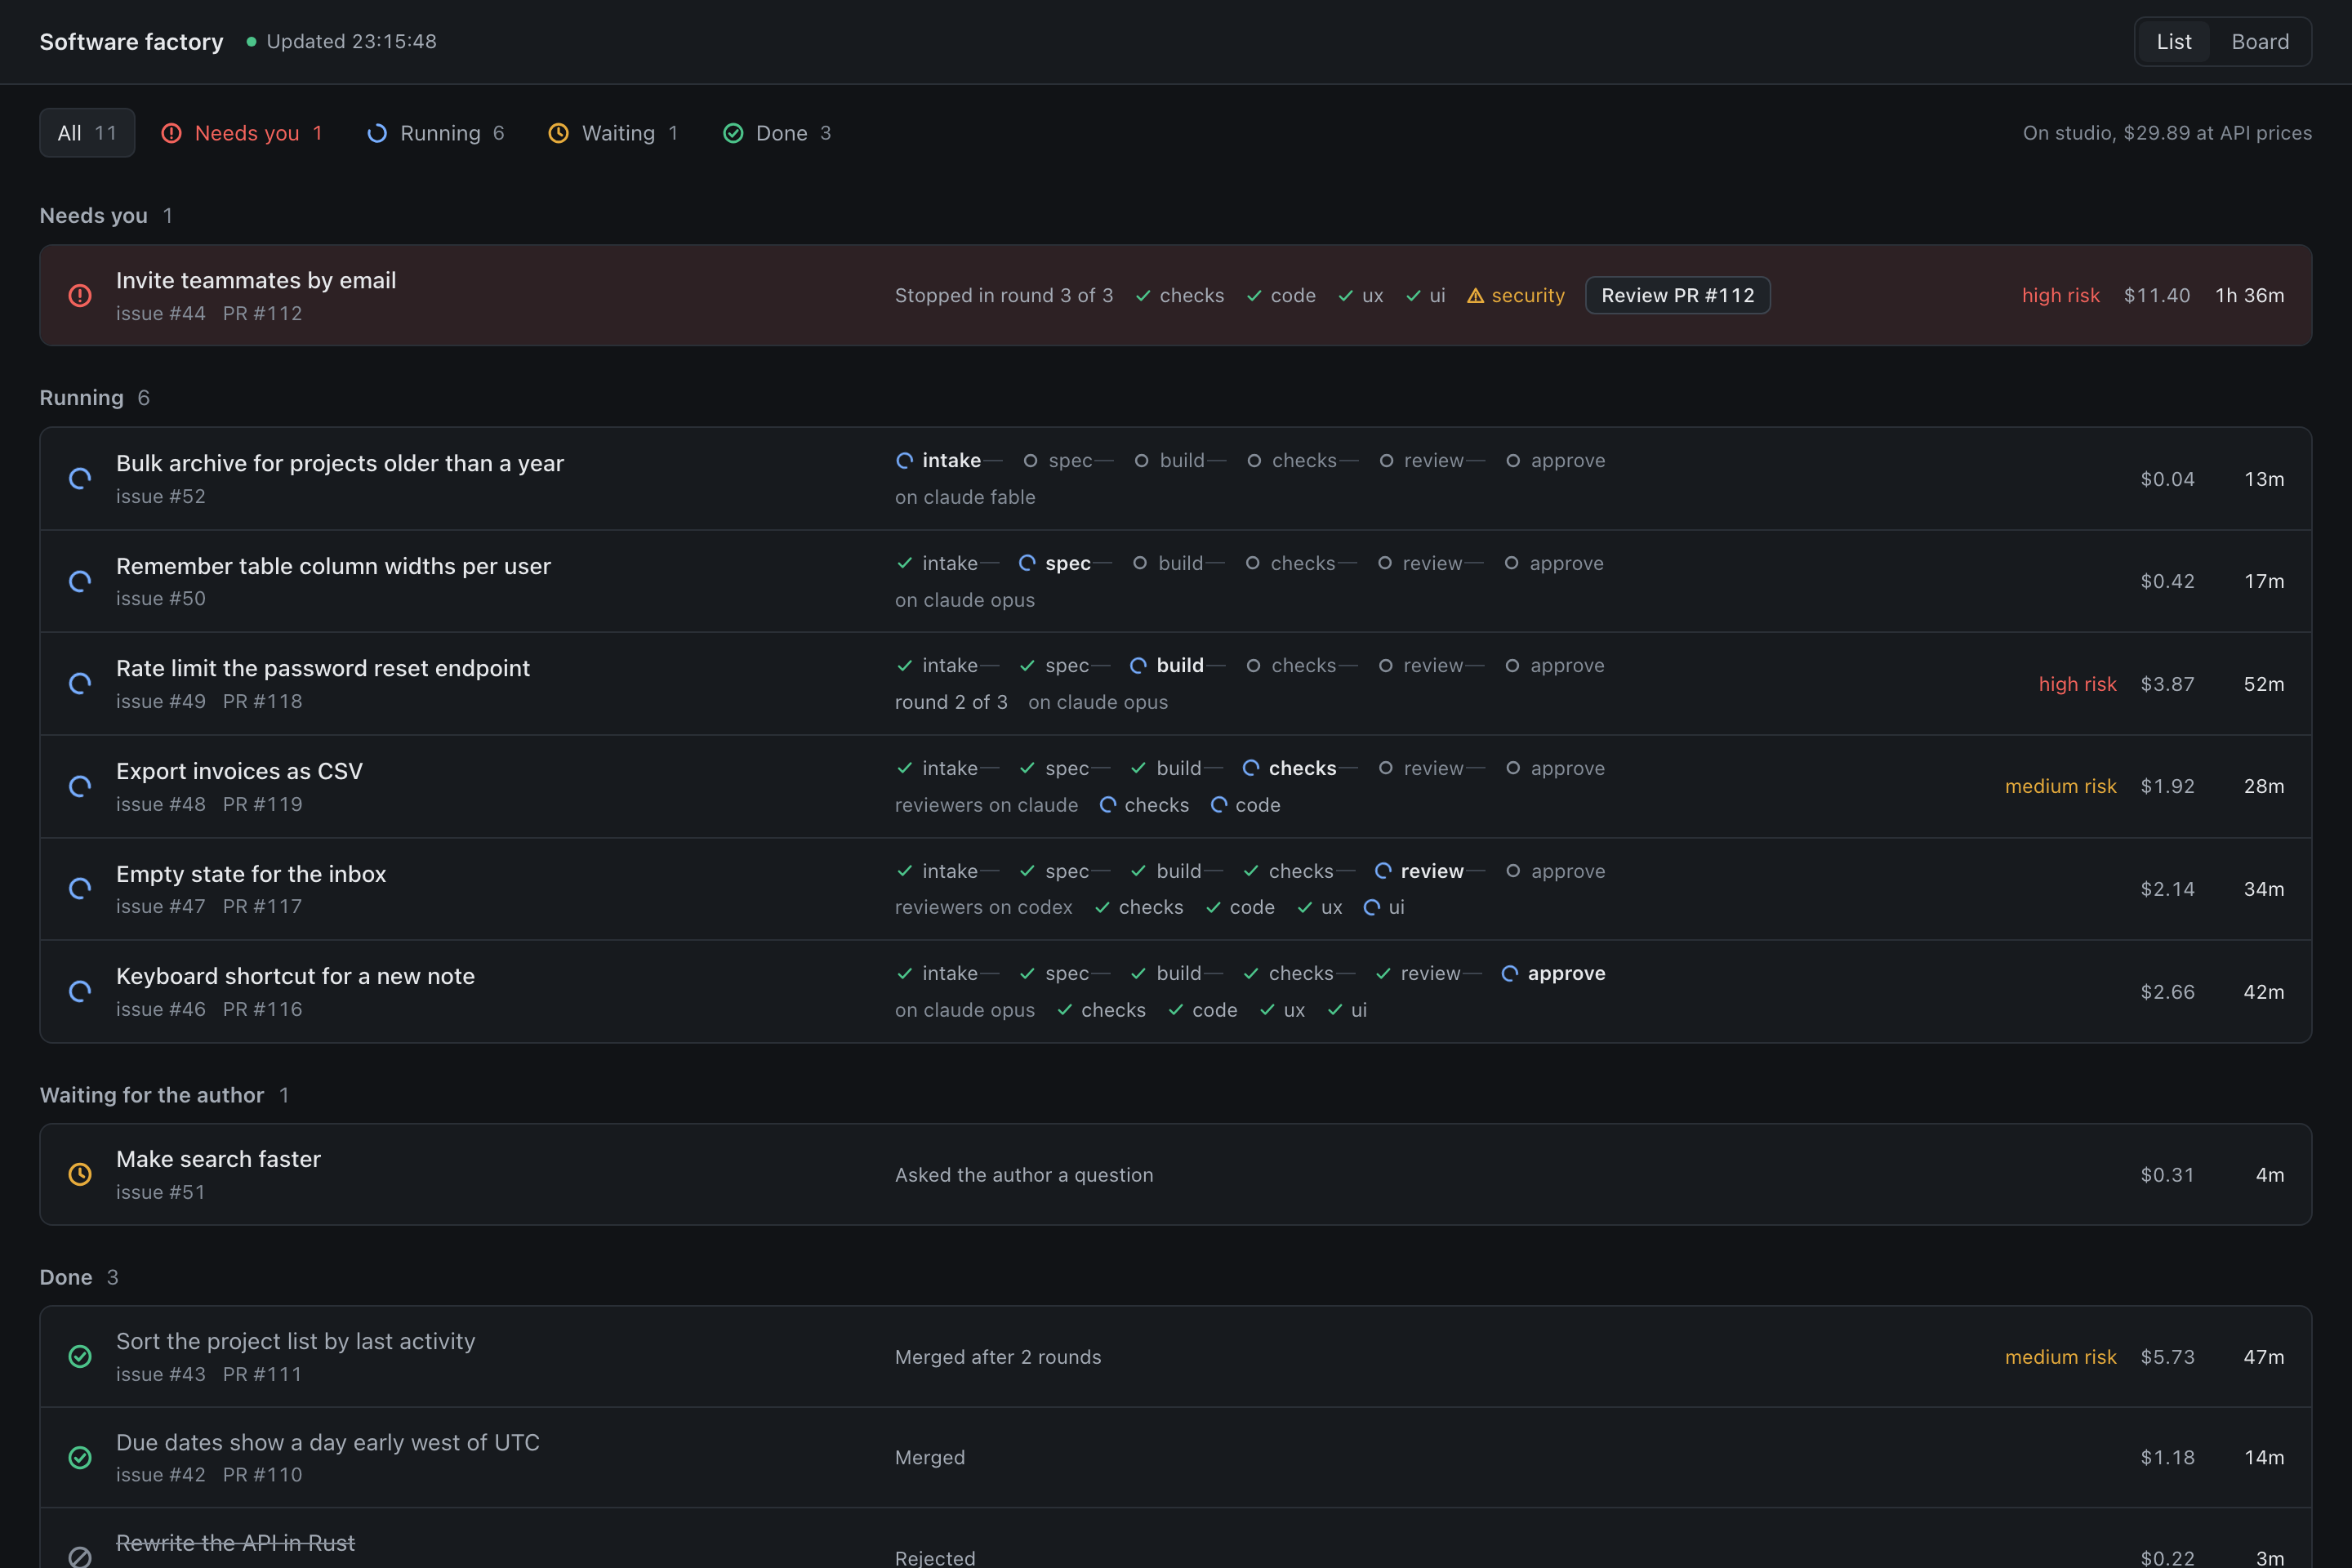 Software factory Updated 23:15:48 List Board
All 11 Needs you 1 Running 6 Waiting 1 Done 3 On studio, $29.89 at API prices
Needs you 1
Invite teammates by email
issue #44 PR #112
Stopped in round 3 of 3 checks code ux ui security Review PR #112
high risk $11.40 1h 36m
Running 6
Bulk archive for projects older than a year
issue #52
intake spec build checks review approve
on claude fable
$0.04 13m
Remember table column widths per user
issue #50
intake spec build checks review approve
on claude opus
$0.42 17m
Rate limit the password reset endpoint
issue #49 PR #118
intake spec build checks review approve
round 2 of 3 on claude opus
high risk $3.87 52m
Export invoices as CSV
issue #48 PR #119
intake spec build checks review approve
reviewers on claude checks code
medium risk $1.92 28m
Empty state for the inbox
issue #47 PR #117
intake spec build checks review approve
reviewers on codex checks code ux ui
$2.14 34m
Keyboard shortcut for a new note
issue #46 PR #116
intake spec build checks review approve
on claude opus checks code ux ui
$2.66 42m
Waiting for the author 1
Make search faster
issue #51
Asked the author a question
$0.31 4m
Done 3
Sort the project list by last activity
issue #43 PR #111
Merged after 2 rounds
medium risk $5.73 47m
Due dates show a day early west of UTC
issue #42 PR #110
Merged
$1.18 14m
Rewrite the API in Rust
Rejected
$0.22 3m